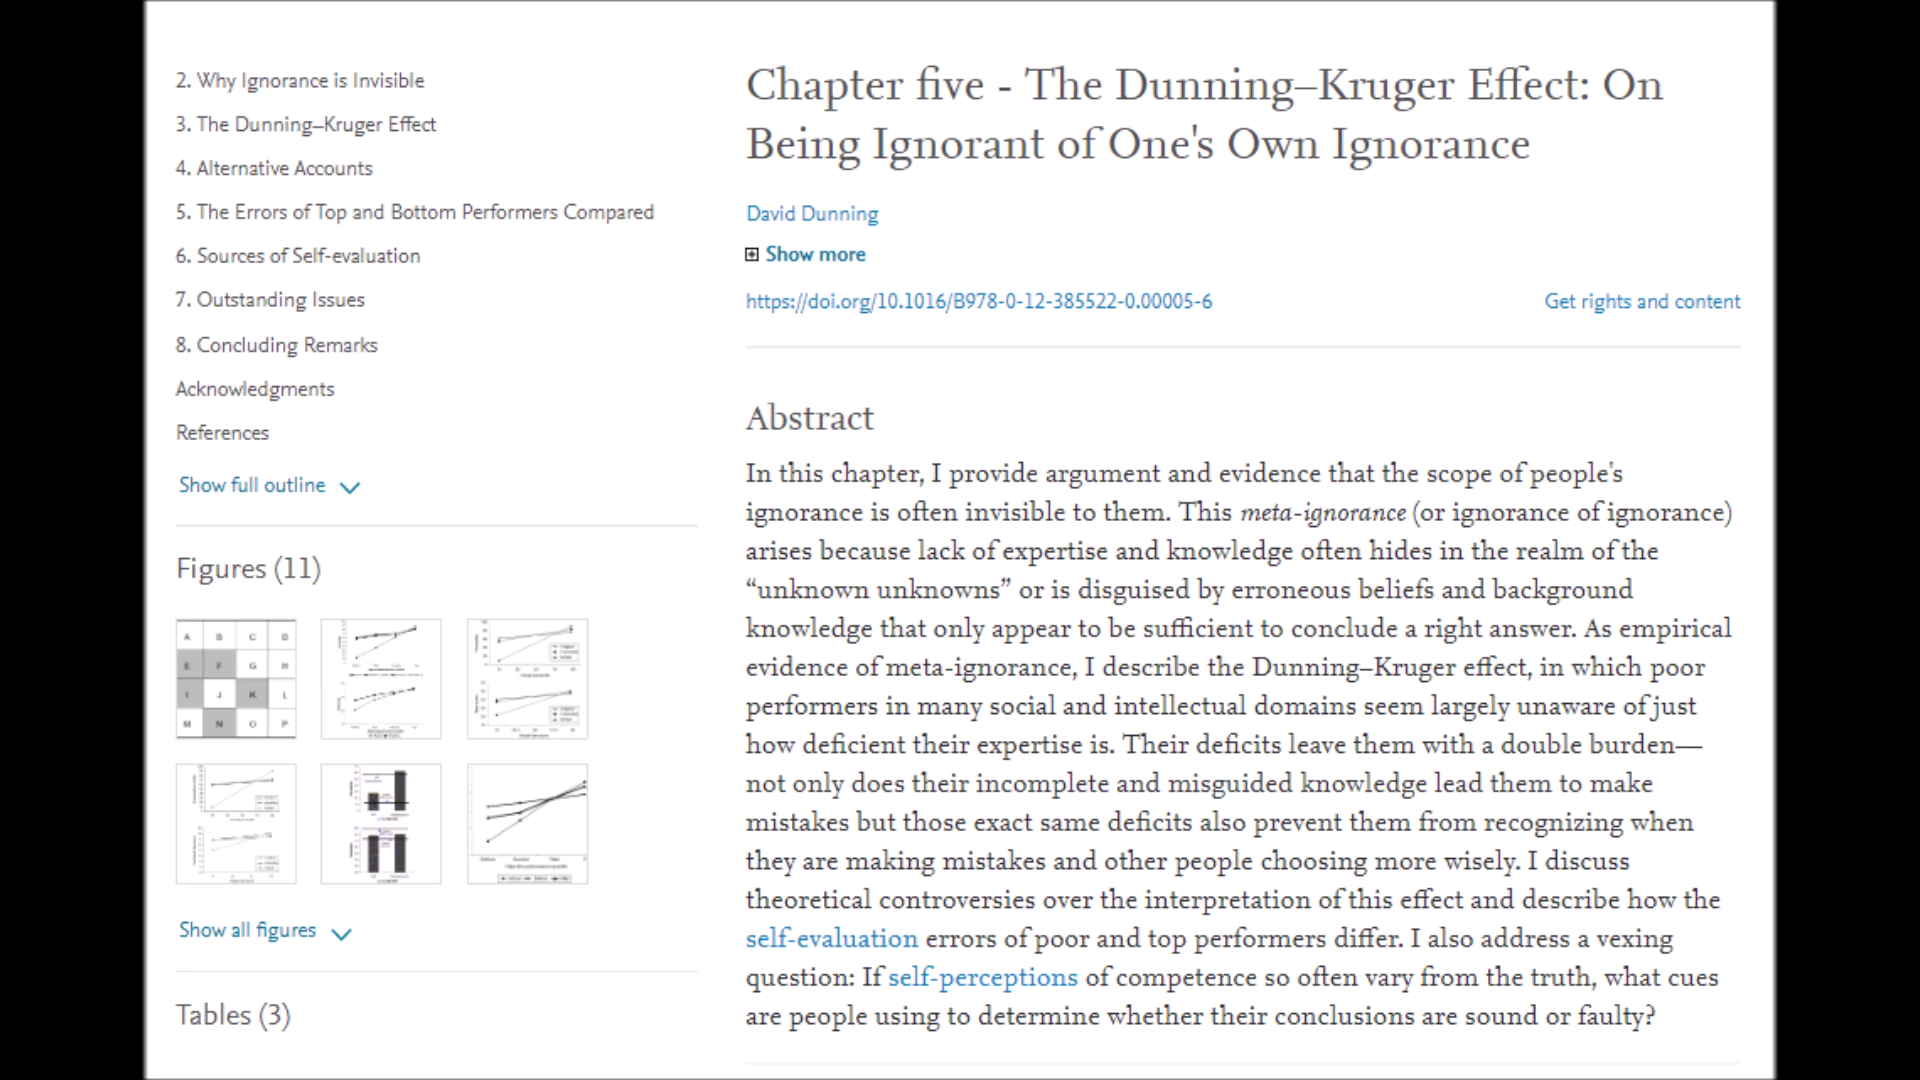 2. Why Ignorance is Invisible
3. The Dunning–Kruger Effect
4. Alternative Accounts
5. The Errors of Top and Bottom Performers Compared
6. Sources of Self-evaluation
7. Outstanding Issues
8. Concluding Remarks
Acknowledgments
References
Show full outline
Figures (11)
A B C D
E F G H
I J K L
M N O P
Show all figures
Tables (3)
Chapter five - The Dunning–Kruger Effect: On
Being Ignorant of One's Own Ignorance
David Dunning
Show more
https://doi.org/10.1016/B978-0-12-385522-0.00005-6
Get rights and content
Abstract
In this chapter, I provide argument and evidence that the scope of people's
ignorance is often invisible to them. This meta-ignorance (or ignorance of ignorance)
arises because lack of expertise and knowledge often hides in the realm of the
“unknown unknowns” or is disguised by erroneous beliefs and background
knowledge that only appear to be sufficient to conclude a right answer. As empirical
evidence of meta-ignorance, I describe the Dunning–Kruger effect, in which poor
performers in many social and intellectual domains seem largely unaware of just
how deficient their expertise is. Their deficits leave them with a double burden—
not only does their incomplete and misguided knowledge lead them to make
mistakes but those exact same deficits also prevent them from recognizing when
they are making mistakes and other people choosing more wisely. I discuss
theoretical controversies over the interpretation of this effect and describe how the
self-evaluation errors of poor and top performers differ. I also address a vexing
question: If self-perceptions of competence so often vary from the truth, what cues
are people using to determine whether their conclusions are sound or faulty?